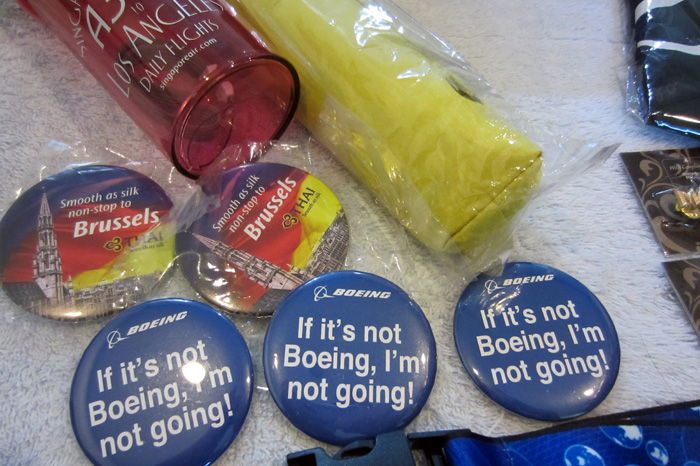 A3
TO
LOS ANGELES
DAILY FLIGHTS
singaporeair.com
Smooth as silk
non-stop to
Brussels
THAI
Smooth as silk
non-stop to
Brussels
THAI
BOEING
If it's not
Boeing, I'm
not going!
BOEING
If it's not
Boeing, I'm
not going!
BOEING
If it's not
Boeing, I'm
not going!